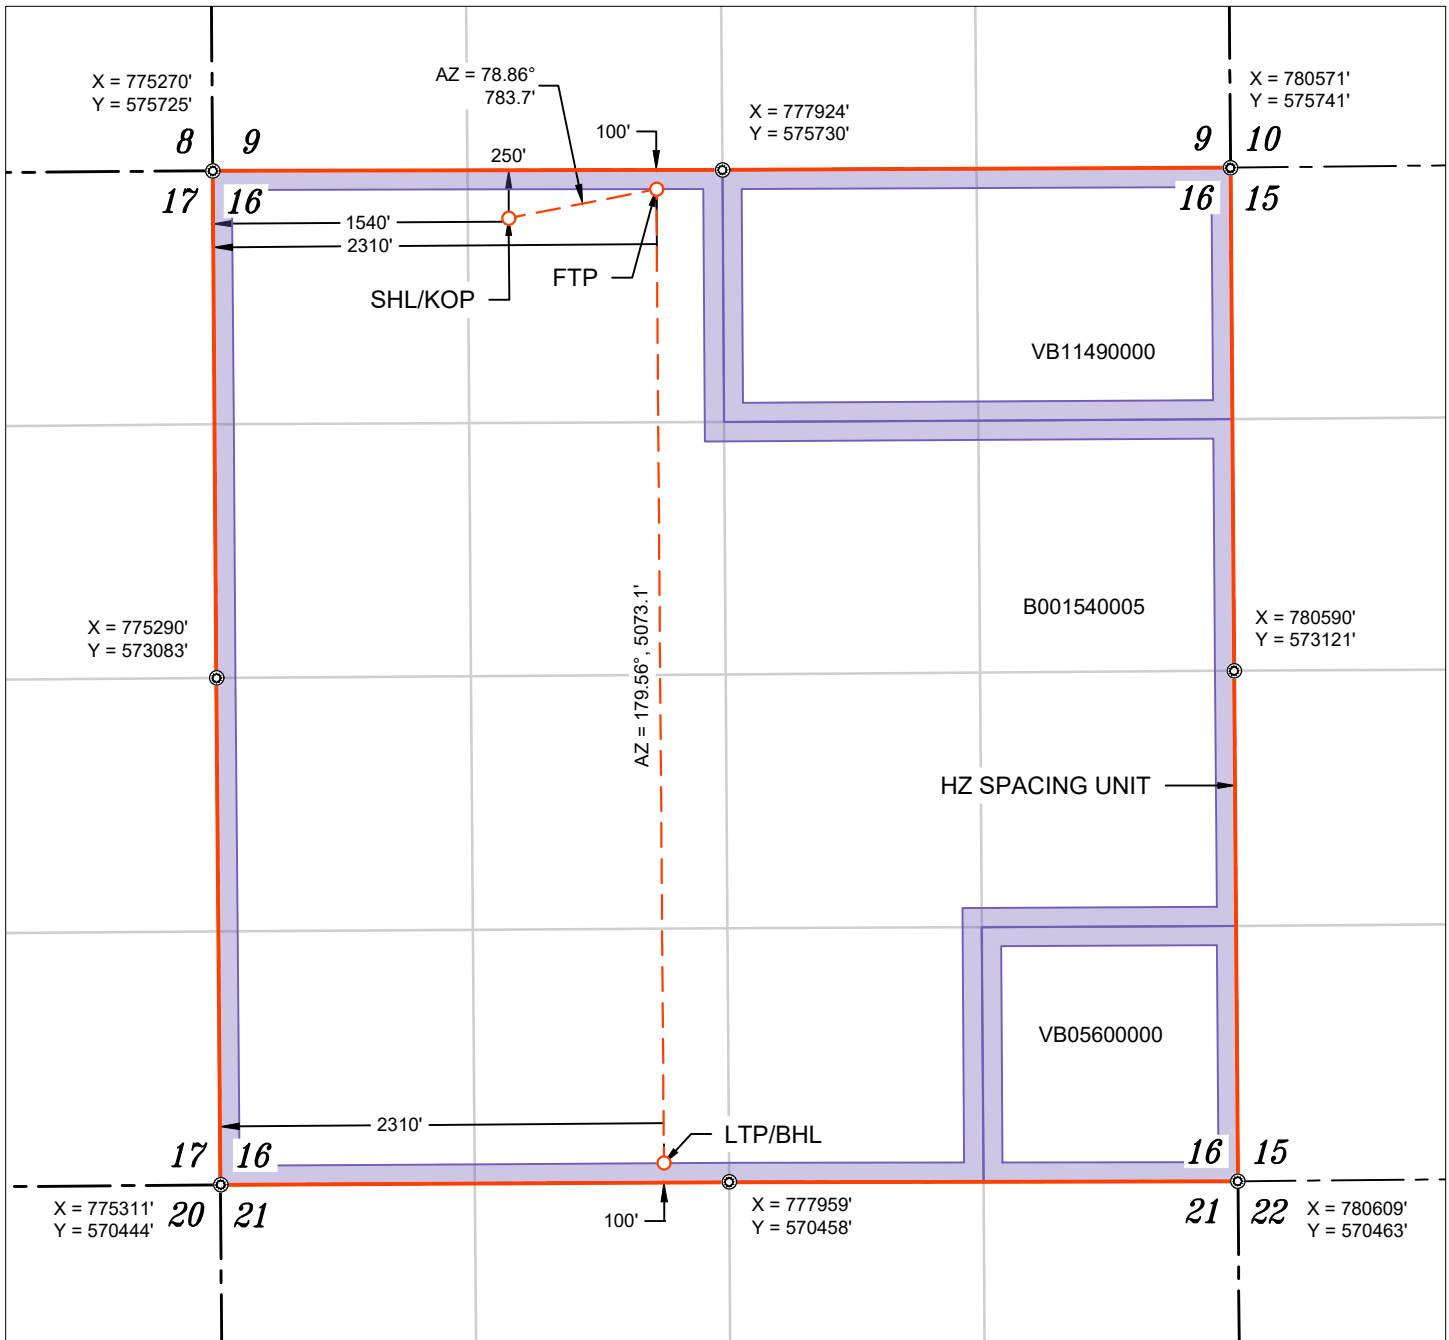 X = 775270'
Y = 575725'
AZ = 78.86°
783.7'
X = 777924'
Y = 575730'
X = 780571'
Y = 575741'
8 9
9 10
100'
250'
17 16
16 15
1540'
2310'
FTP
SHL/KOP
VB11490000
B001540005
X = 775290'
Y = 573083'
X = 780590'
Y = 573121'
AZ = 179.56°, 5073.1'
HZ SPACING UNIT
VB05600000
2310'
LTP/BHL
17 16
16 15
X = 775311'
Y = 570444'
20 21
100'
X = 777959'
Y = 570458'
21 22
X = 780609'
Y = 570463'